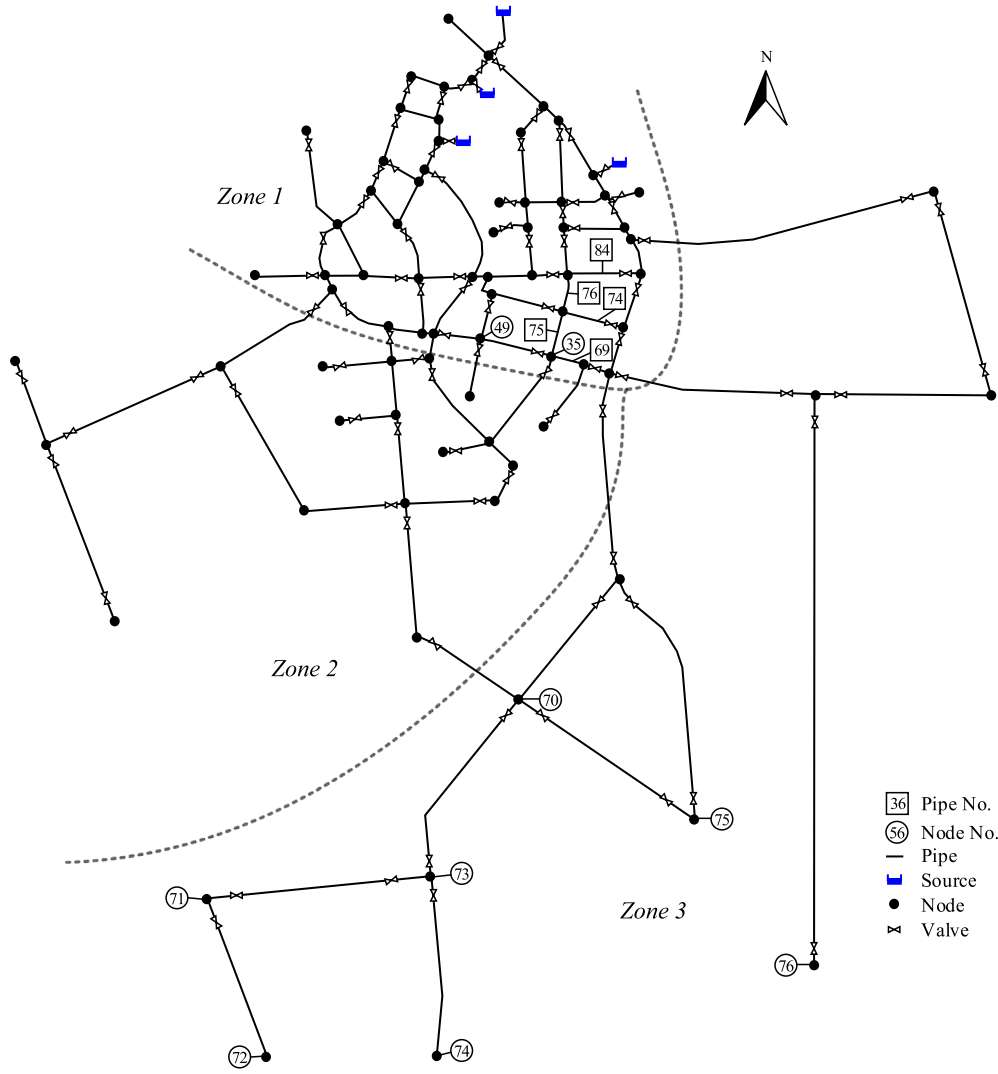 N
Zone 1
84
76
74
49
75
35
69
Zone 2
70
36 Pipe No.
75
56 Node No.
Pipe
73
Source
71
Zone 3
Node
Valve
76
72
74